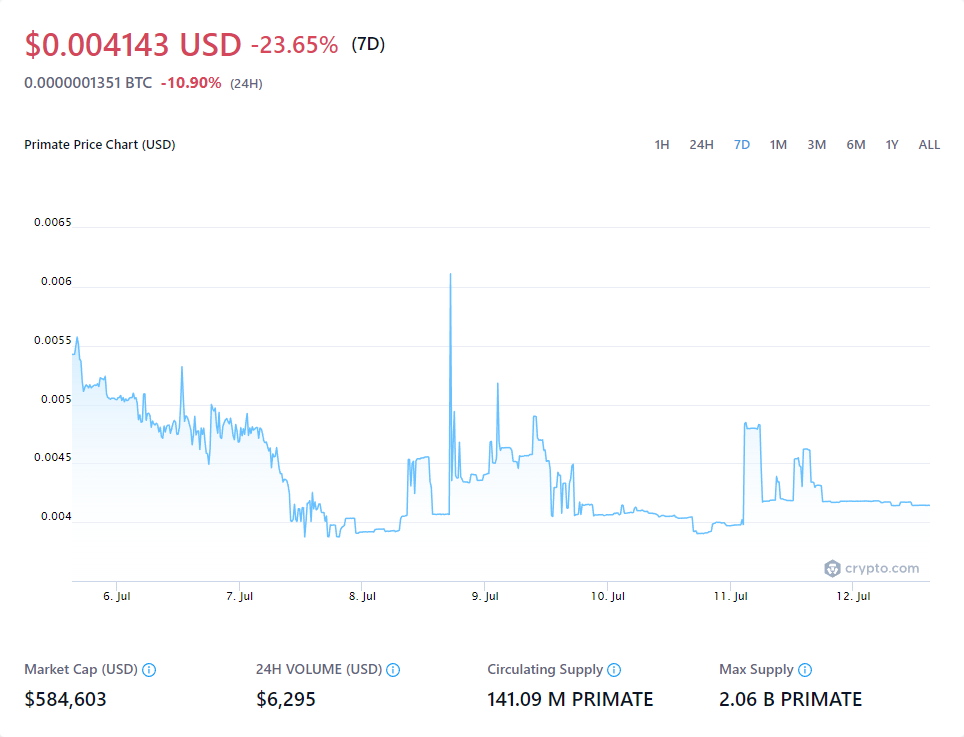 $0.004143 USD -23.65% (7D)
0.0000001351 BTC -10.90% (24H)
Primate Price Chart (USD) 1H 24H 7D 1M 3M 6M 1Y ALL
0.0065
0.006
0.0055
0.005
0.0045
0.004
crypto.com
6. Jul 7. Jul 8. Jul 9. Jul 10. Jul 11. Jul 12. Jul
Market Cap (USD) 24H VOLUME (USD) Circulating Supply Max Supply
$584,603 $6,295 141.09 M PRIMATE 2.06 B PRIMATE